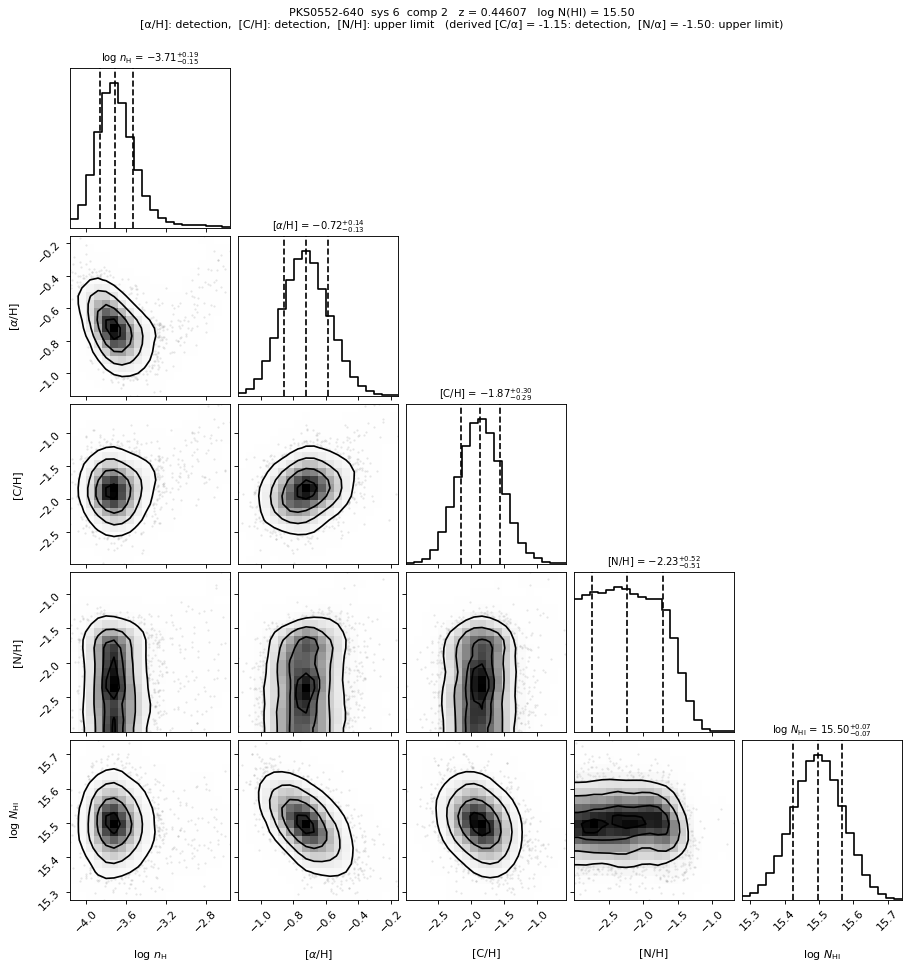 PKS0552-640  sys 6  comp 2   z = 0.44607   log N(HI) = 15.50
[α/H]: detection,  [C/H]: detection,  [N/H]: upper limit   (derived [C/α] = -1.15: detection,  [N/α] = -1.50: upper limit)
log n_H = −3.71^{+0.19}_{−0.15}
[α/H] = −0.72^{+0.14}_{−0.13}
−0.2
−0.4
−0.6
−0.8
−1.0
[α/H]
[C/H] = −1.87^{+0.30}_{−0.29}
−1.0
−1.5
−2.0
−2.5
[C/H]
[N/H] = −2.23^{+0.52}_{−0.51}
−1.0
−1.5
−2.0
−2.5
[N/H]
log N_HI = 15.50^{+0.07}_{−0.07}
15.7
15.6
15.5
15.4
15.3
log N_HI
−4.0 −3.6 −3.2 −2.8
−1.0 −0.8 −0.6 −0.4 −0.2
−2.5 −2.0 −1.5 −1.0
−2.5 −2.0 −1.5 −1.0
15.3 15.4 15.5 15.6 15.7
log n_H [α/H] [C/H] [N/H] log N_HI